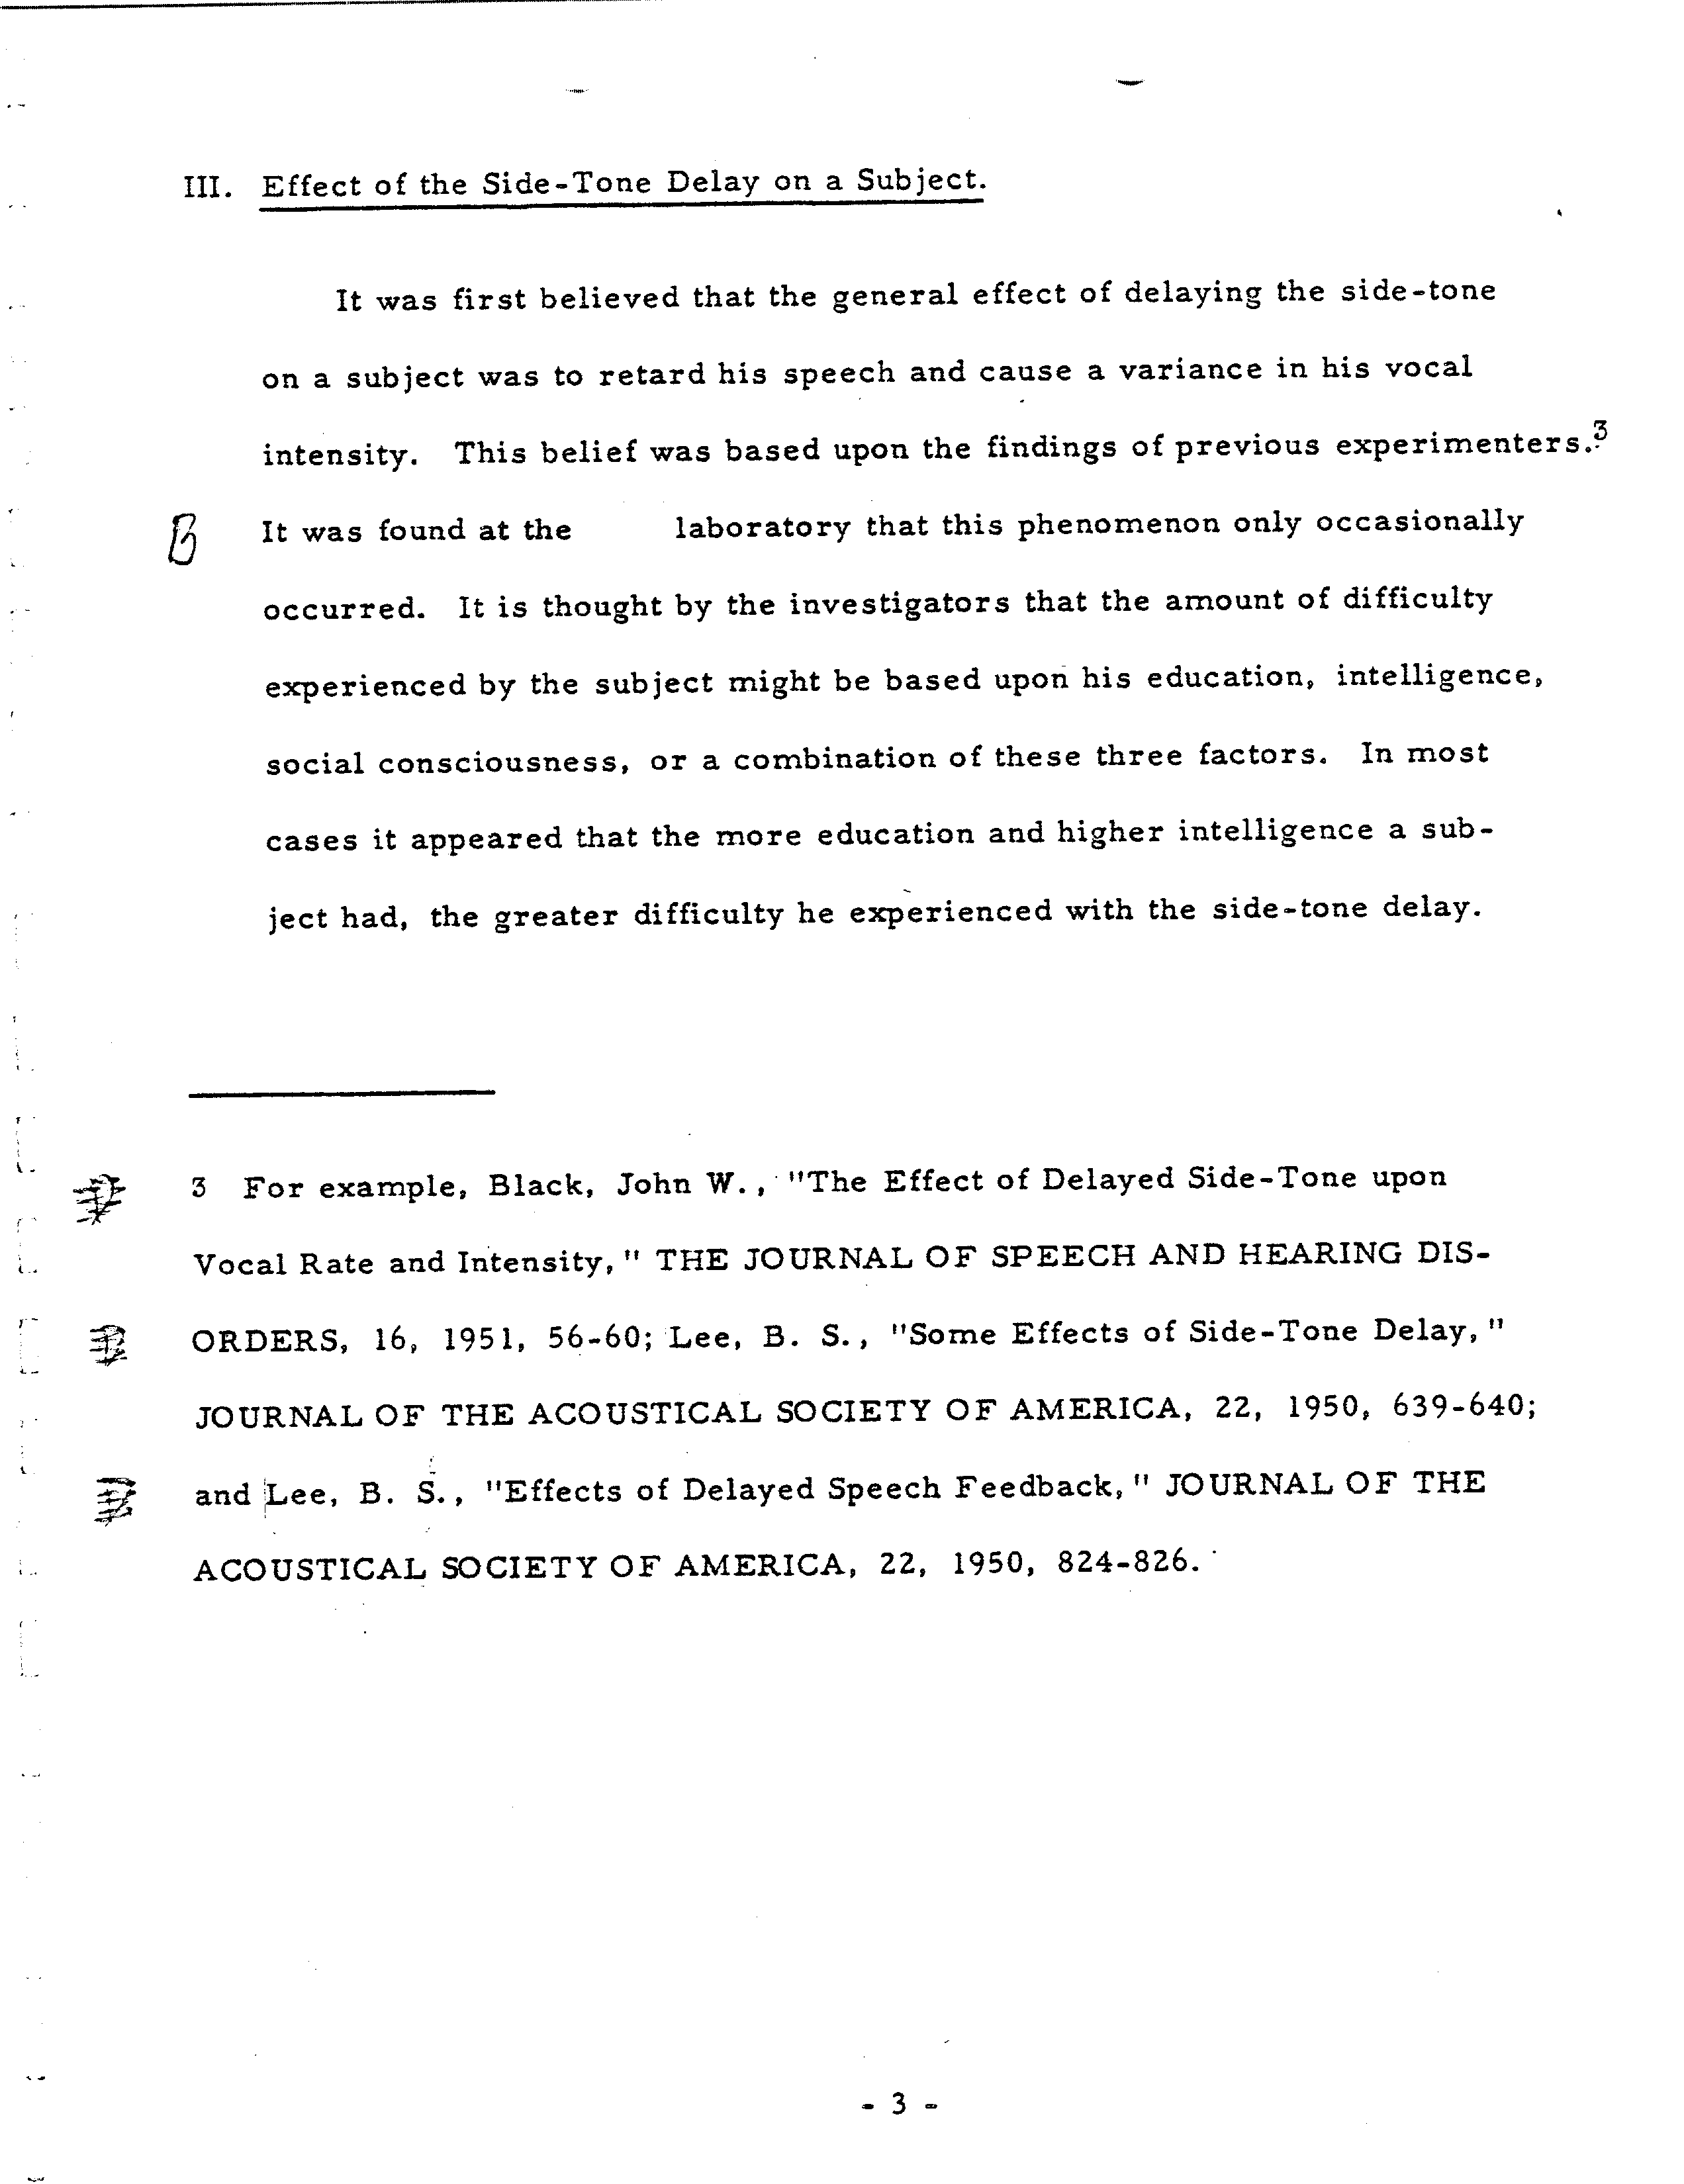 III. Effect of the Side-Tone Delay on a Subject.
It was first believed that the general effect of delaying the side-tone
on a subject was to retard his speech and cause a variance in his vocal
intensity. This belief was based upon the findings of previous experimenters.3
B It was found at the laboratory that this phenomenon only occasionally
occurred. It is thought by the investigators that the amount of difficulty
experienced by the subject might be based upon his education, intelligence,
social consciousness, or a combination of these three factors. In most
cases it appeared that the more education and higher intelligence a sub-
ject had, the greater difficulty he experienced with the side-tone delay.
3 For example, Black, John W., "The Effect of Delayed Side-Tone upon
Vocal Rate and Intensity," THE JOURNAL OF SPEECH AND HEARING DIS-
ORDERS, 16, 1951, 56-60; Lee, B. S., "Some Effects of Side-Tone Delay,"
JOURNAL OF THE ACOUSTICAL SOCIETY OF AMERICA, 22, 1950, 639-640;
and Lee, B. S., "Effects of Delayed Speech Feedback," JOURNAL OF THE
ACOUSTICAL SOCIETY OF AMERICA, 22, 1950, 824-826.
- 3 -